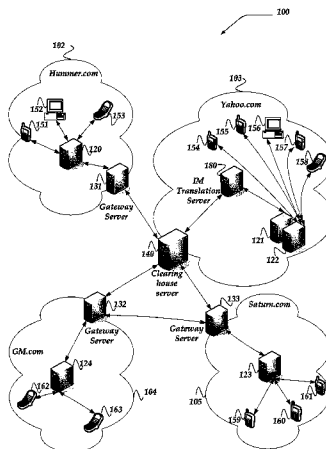 100
102
Hummer.com
152
153
151
120
131
Gateway
Server
103
Yahoo.com
155
156
154
157
158
180
IM
Translation
Server
121
122
140
Clearing
house
server
132
Gateway
Server
133
Gateway
Server
GM.com
124
162
163
164
Saturn.com
123
105
161
159
160